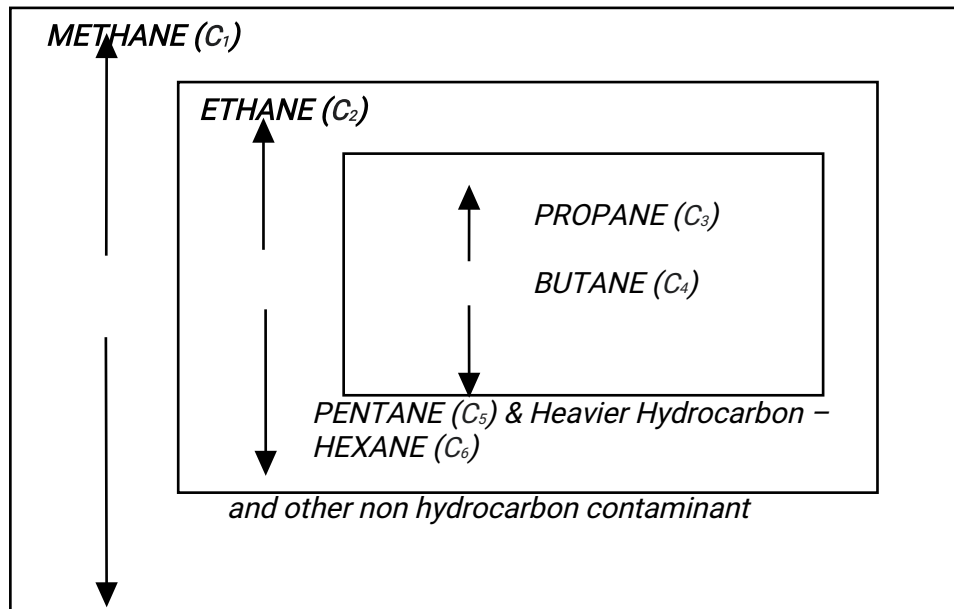 METHANE (C₁)
ETHANE (C₂)
PROPANE (C₃)
BUTANE (C₄)
PENTANE (C₅) & Heavier Hydrocarbon –
HEXANE (C₆)
and other non hydrocarbon contaminant